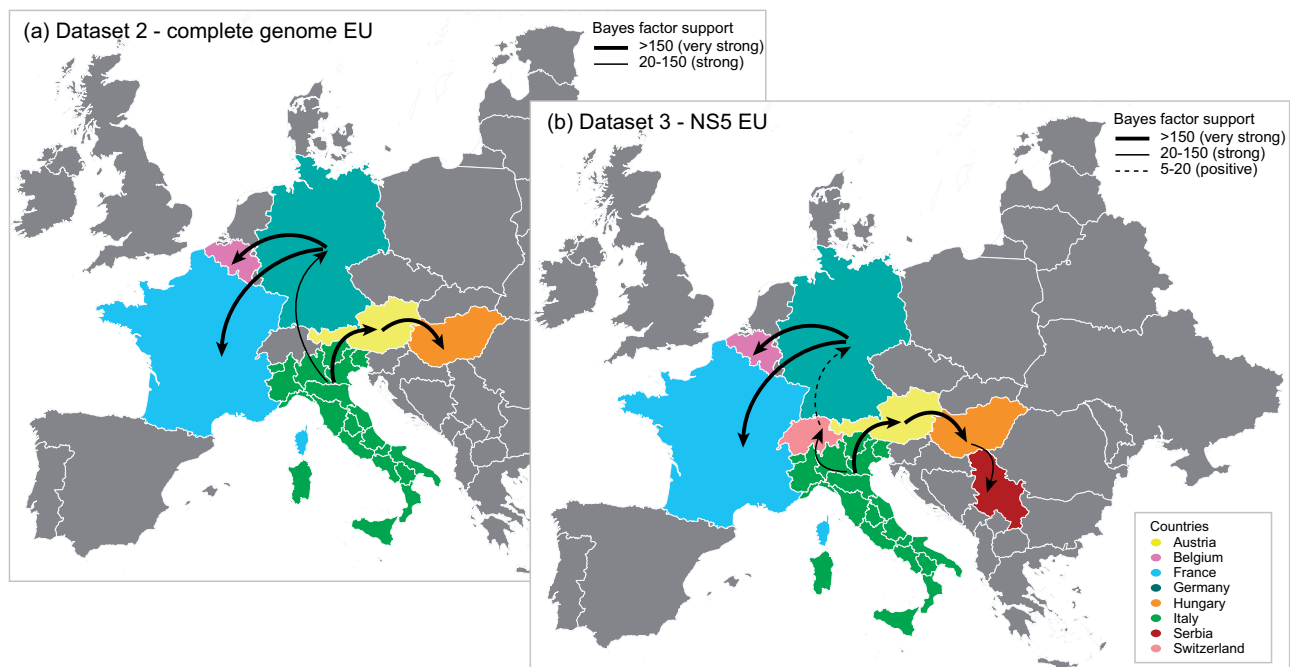 (a) Dataset 2 - complete genome EU
Bayes factor support
>150 (very strong)
20-150 (strong)
(b) Dataset 3 - NS5 EU
Bayes factor support
>150 (very strong)
20-150 (strong)
5-20 (positive)
Countries
Austria
Belgium
France
Germany
Hungary
Italy
Serbia
Switzerland